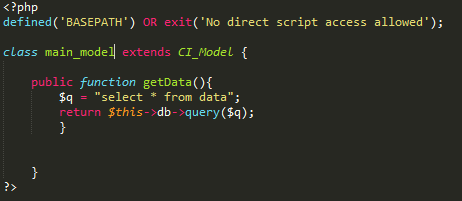 <?php
defined('BASEPATH') OR exit('No direct script access allowed');
class main_model extends CI_Model {
public function getData(){
$q = "select * from data";
return $this->db->query($q);
}
}
?>